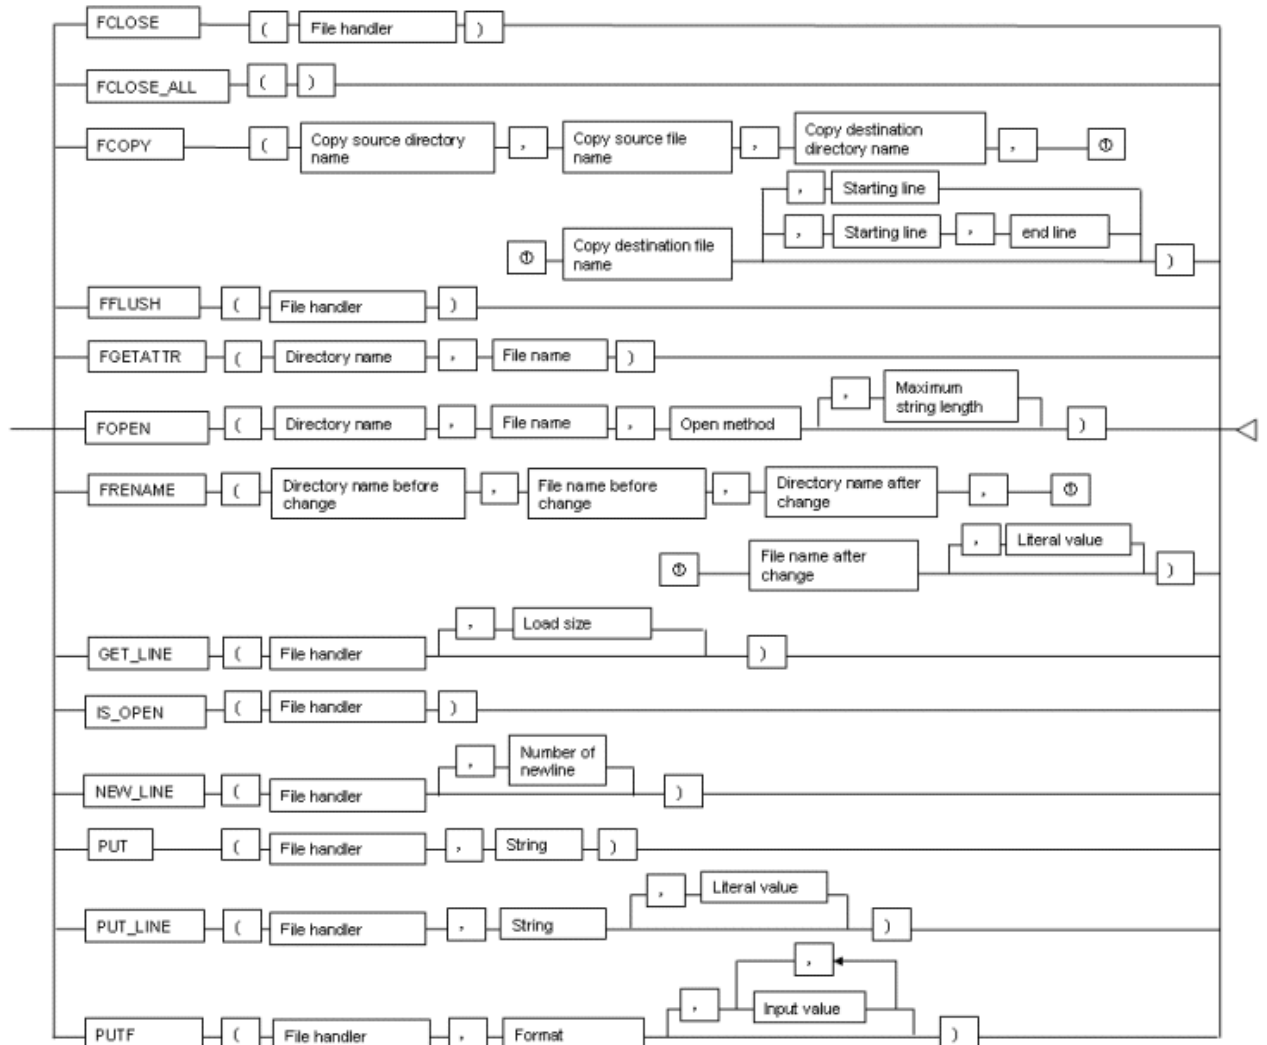 FCLOSE ( File handler )
FCLOSE_ALL ( )
FCOPY ( Copy source directory name , Copy source file name , Copy destination directory name , ①
, Starting line
, Starting line , end line
① Copy destination file name )
FFLUSH ( File handler )
FGETATTR ( Directory name , File name )
, Maximum string length
FOPEN ( Directory name , File name , Open method )
FRENAME ( Directory name before change , File name before change , Directory name after change , ①
, Literal value
① File name after change )
, Load size
GET_LINE ( File handler )
IS_OPEN ( File handler )
, Number of newline
NEW_LINE ( File handler )
PUT ( File handler , String )
, Literal value
PUT_LINE ( File handler , String )
,
, Input value
PUTF ( File handler , Format )